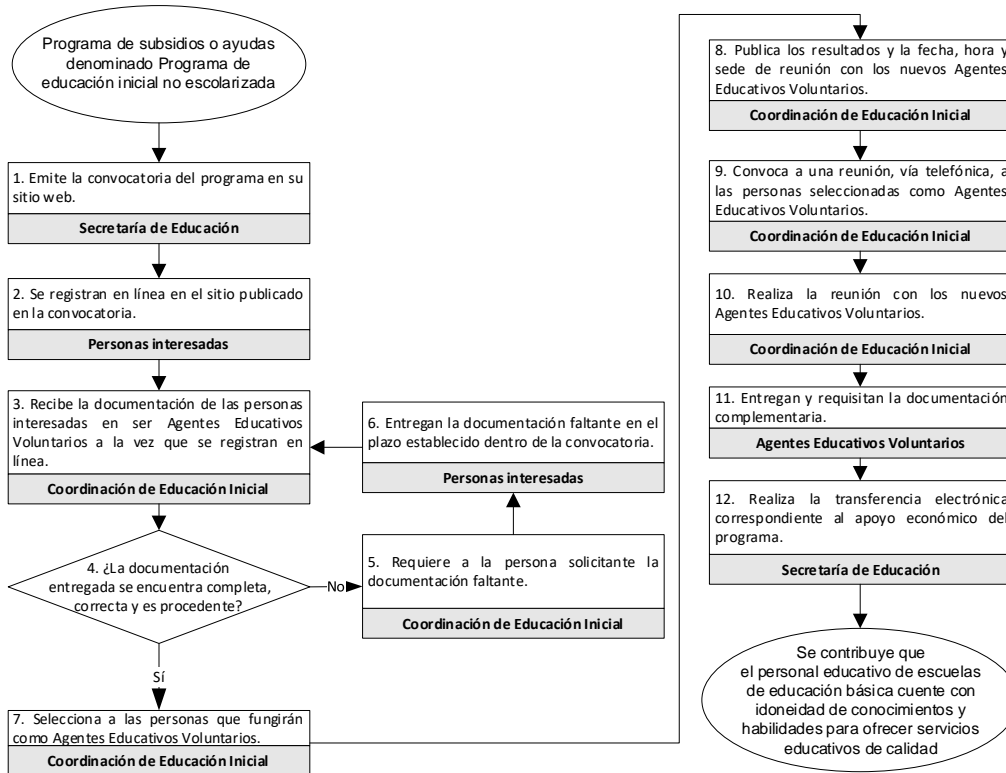 Programa de subsidios o ayudas
denominado Programa de
educación inicial no escolarizada
1. Emite la convocatoria del programa en su
sitio web.
Secretaría de Educación
2. Se registran en línea en el sitio publicado
en la convocatoria.
Personas interesadas
3. Recibe la documentación de las personas
interesadas en ser Agentes Educativos
Voluntarios a la vez que se registran en
línea.
Coordinación de Educación Inicial
4. ¿La documentación
entregada se encuentra completa,
correcta y es procedente?
No
5. Requiere a la persona solicitante la
documentación faltante.
Coordinación de Educación Inicial
6. Entregan la documentación faltante en el
plazo establecido dentro de la convocatoria.
Personas interesadas
Sí
7. Selecciona a las personas que fungirán
como Agentes Educativos Voluntarios.
Coordinación de Educación Inicial
8. Publica los resultados y la fecha, hora y
sede de reunión con los nuevos Agentes
Educativos Voluntarios.
Coordinación de Educación Inicial
9. Convoca a una reunión, vía telefónica, a
las personas seleccionadas como Agentes
Educativos Voluntarios.
Coordinación de Educación Inicial
10. Realiza la reunión con los nuevos
Agentes Educativos Voluntarios.
Coordinación de Educación Inicial
11. Entregan y requisitan la documentación
complementaria.
Agentes Educativos Voluntarios
12. Realiza la transferencia electrónica
correspondiente al apoyo económico del
programa.
Secretaría de Educación
Se contribuye que
el personal educativo de escuelas
de educación básica cuente con
idoneidad de conocimientos y
habilidades para ofrecer servicios
educativos de calidad